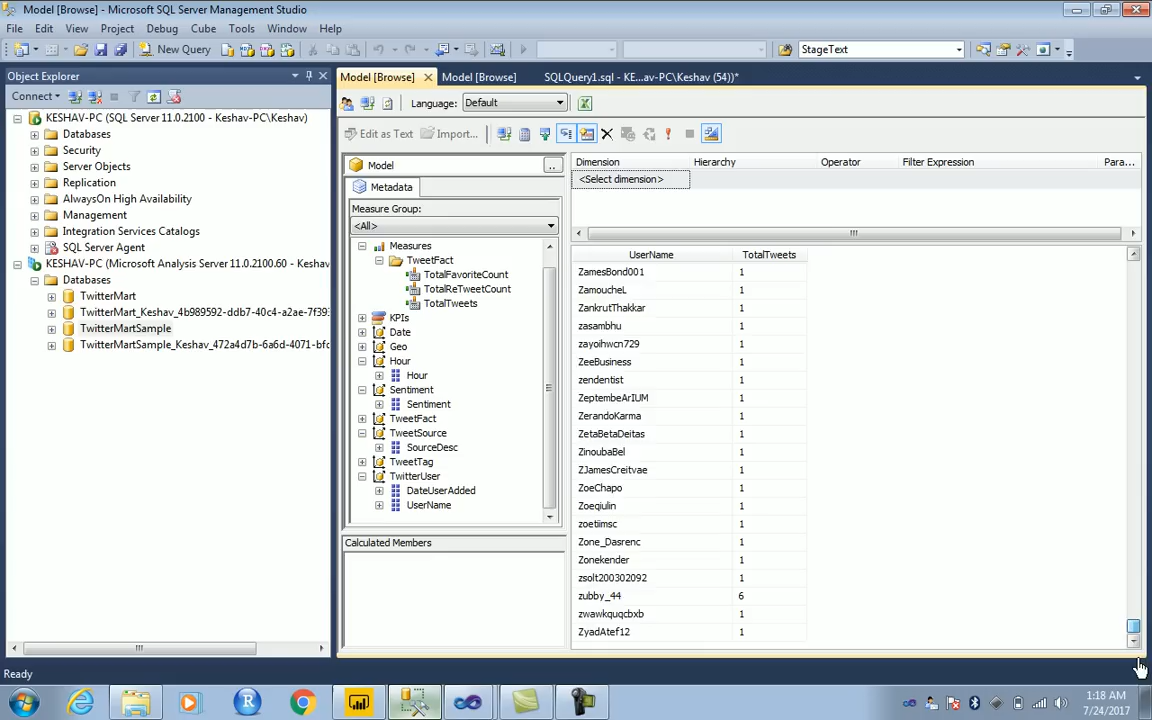 Model [Browse] - Microsoft SQL Server Management Studio
File Edit View Project Debug Cube Tools Window Help
New Query StageText
Object Explorer
Connect
KESHAV-PC (SQL Server 11.0.2100 - Keshav-PC\Keshav)
Databases
Security
Server Objects
Replication
AlwaysOn High Availability
Management
Integration Services Catalogs
SQL Server Agent
KESHAV-PC (Microsoft Analysis Server 11.0.2100.60 - Keshav
Databases
TwitterMart
TwitterMart_Keshav_4b989592-ddb7-40c4-a2ae-7f39
TwitterMartSample
TwitterMartSample_Keshav_472a4d7b-6a6d-4071-bfc
Model [Browse] Model [Browse] SQLQuery1.sql - KE...av-PC\Keshav (54))*
Language: Default
Edit as Text Import...
Model ..
Metadata
Measure Group:
<All>
Measures
TweetFact
TotalFavoriteCount
TotalReTweetCount
TotalTweets
KPIs
Date
Geo
Hour
Hour
Sentiment
Sentiment
TweetFact
TweetSource
SourceDesc
TweetTag
TwitterUser
DateUserAdded
UserName
Calculated Members
Dimension Hierarchy Operator Filter Expression Para...
<Select dimension>
UserName TotalTweets
ZamesBond001 1
ZamoucheL 1
ZankrutThakkar 1
zasambhu 1
zayoihwcn729 1
ZeeBusiness 1
zendentist 1
ZeptembeArIUM 1
ZerandoKarma 1
ZetaBetaDeitas 1
ZinoubaBel 1
ZJamesCreitvae 1
ZoeChapo 1
Zoeqiulin 1
zoetiimsc 1
Zone_Dasrenc 1
Zonekender 1
zsolt200302092 1
zubby_44 6
zwawkquqcbxb 1
ZyadAtef12 1
Ready
1:18 AM
7/24/2017